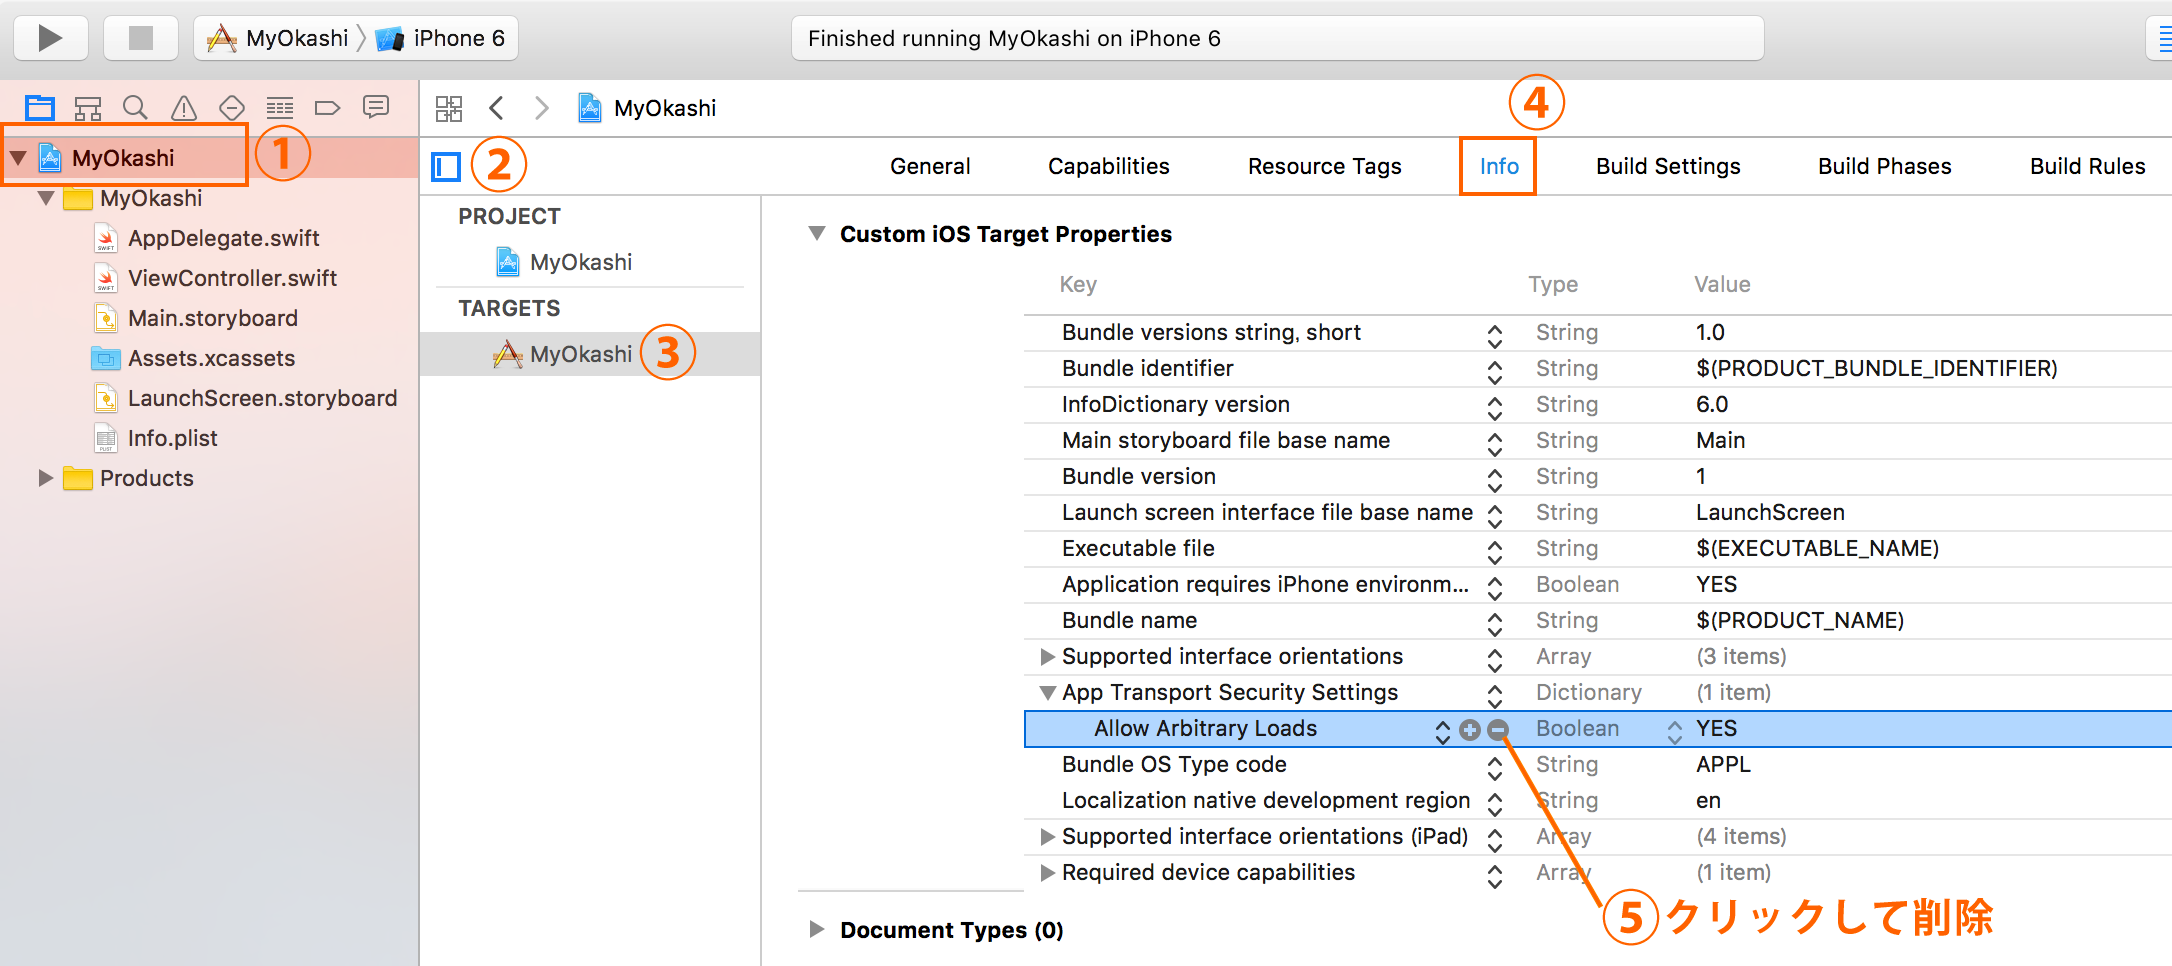 MyOkashi 〉 iPhone 6
Finished running MyOkashi on iPhone 6
MyOkashi
④
MyOkashi ①
②
General Capabilities Resource Tags Info Build Settings Build Phases Build Rules
MyOkashi
AppDelegate.swift
ViewController.swift
Main.storyboard
Assets.xcassets
LaunchScreen.storyboard
Info.plist
Products
PROJECT
MyOkashi
TARGETS
MyOkashi ③
Custom iOS Target Properties
Key Type Value
Bundle versions string, short String 1.0
Bundle identifier String $(PRODUCT_BUNDLE_IDENTIFIER)
InfoDictionary version String 6.0
Main storyboard file base name String Main
Bundle version String 1
Launch screen interface file base name String LaunchScreen
Executable file String $(EXECUTABLE_NAME)
Application requires iPhone environm... Boolean YES
Bundle name String $(PRODUCT_NAME)
Supported interface orientations Array (3 items)
App Transport Security Settings Dictionary (1 item)
Allow Arbitrary Loads Boolean YES
Bundle OS Type code String APPL
Localization native development region String en
Supported interface orientations (iPad) Array (4 items)
Required device capabilities Array (1 item)
⑤クリックして削除
Document Types (0)